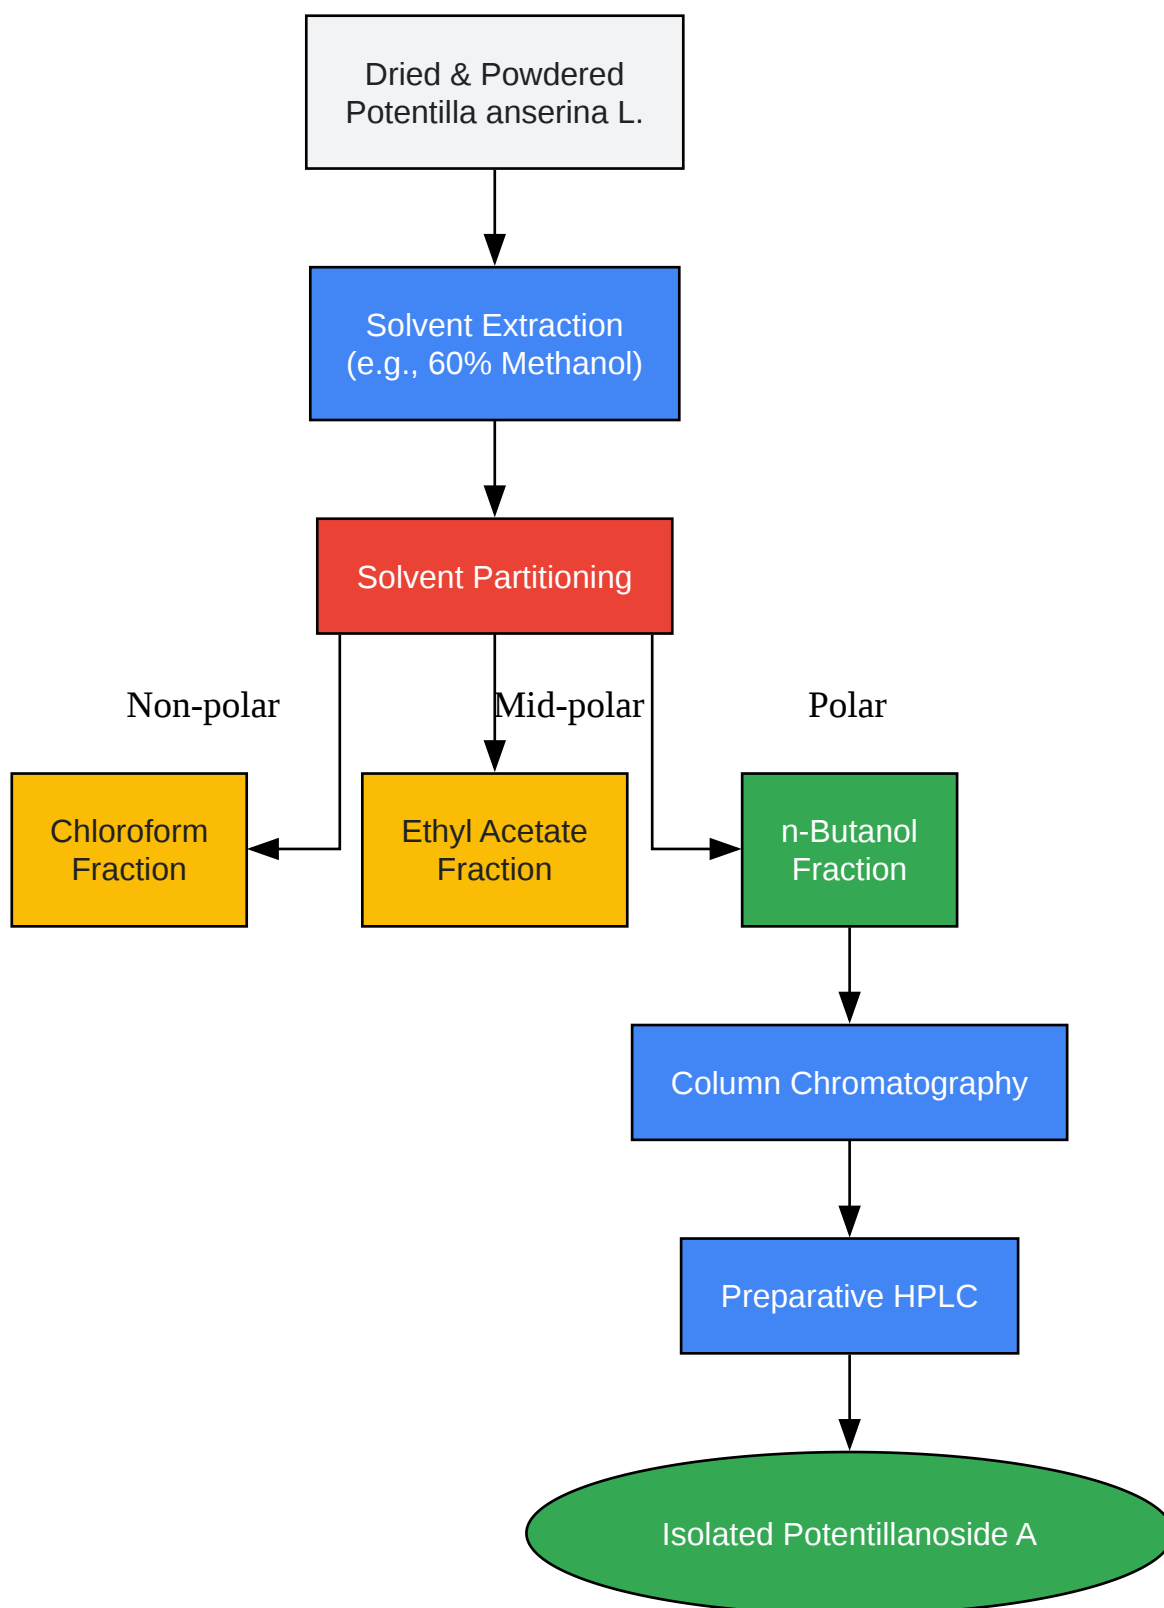 Dried & Powdered
Potentilla anserina L.
Solvent Extraction
(e.g., 60% Methanol)
Solvent Partitioning
Non-polar
Mid-polar
Polar
Chloroform
Fraction
Ethyl Acetate
Fraction
n-Butanol
Fraction
Column Chromatography
Preparative HPLC
Isolated Potentillanoside A